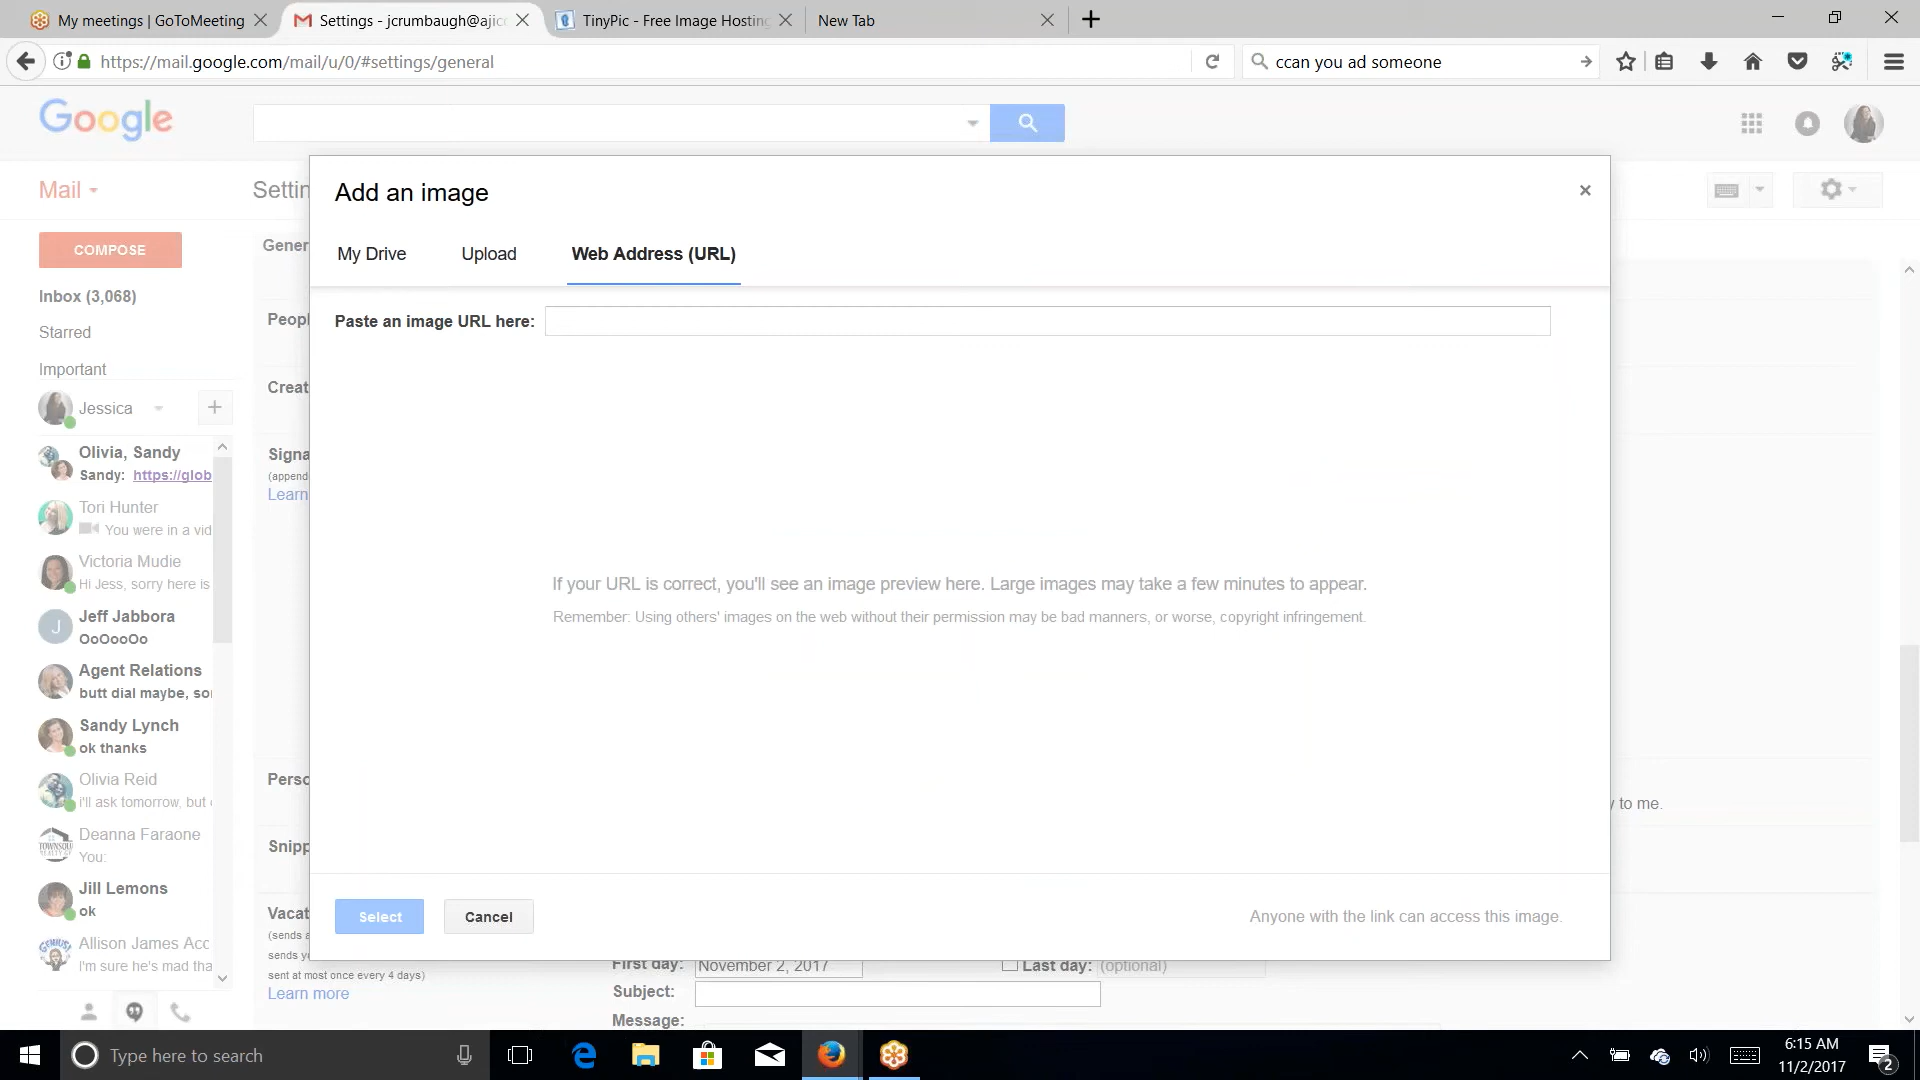 My meetings | GoToMeeting
Settings - jcrumbaugh@ajicc
TinyPic - Free Image Hosting
New Tab
https://mail.google.com/mail/u/0/#settings/general
ccan you ad someone
Google
Mail
Settin
Add an image
COMPOSE
Gener
My Drive
Upload
Web Address (URL)
Inbox (3,068)
Starred
Important
Peopl
Paste an image URL here:
Creat
Jessica
Olivia, Sandy
Sandy: https://glob
Signa
(append
Learn
Tori Hunter
You were in a vid
Victoria Mudie
Hi Jess, sorry here is
If your URL is correct, you'll see an image preview here. Large images may take a few minutes to appear.
Remember: Using others' images on the web without their permission may be bad manners, or worse, copyright infringement.
J
Jeff Jabbora
OoOooOo
Agent Relations
butt dial maybe, sor
Sandy Lynch
ok thanks
Olivia Reid
i'll ask tomorrow, but
Perso
y to me.
TOWNSQU
Deanna Faraone
You:
Snipp
Jill Lemons
ok
Vacat
(sends a
sends yo
sent at most once every 4 days)
Learn more
Select
Cancel
Anyone with the link can access this image.
GENIUS!
Allison James Acc
I'm sure he's mad tha
First day:
November 2, 2017
Last day:
(optional)
Subject:
Message:
Type here to search
6:15 AM
11/2/2017
2